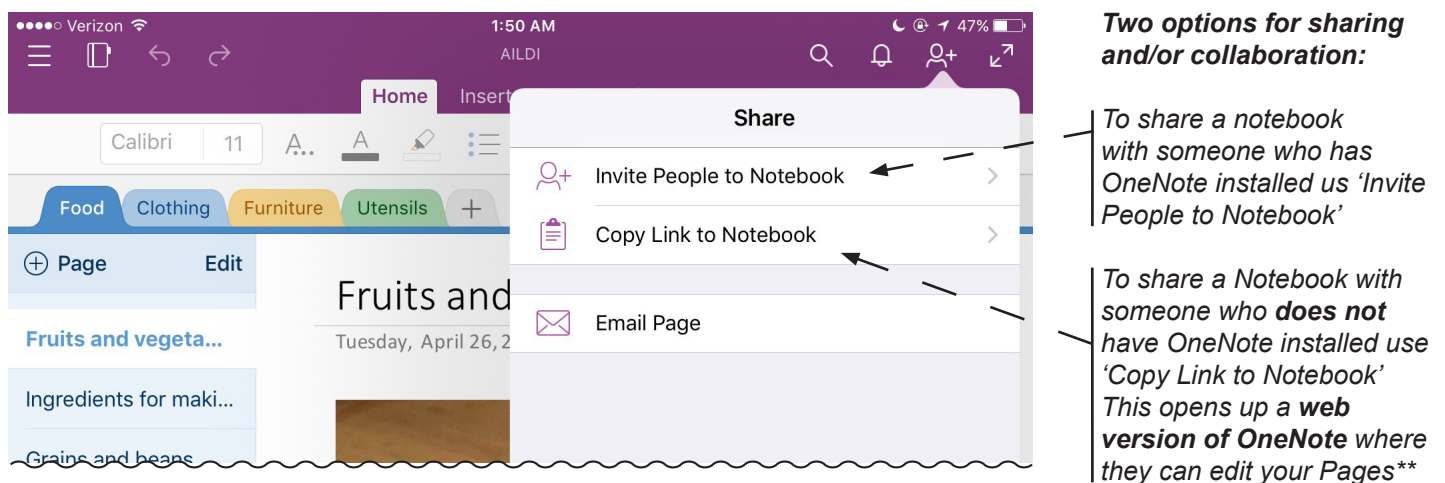 Verizon 1:50 AM 47%
AILDI
Home Insert
Calibri 11 A.. A
Food Clothing Furniture Utensils +
Page Edit
Fruits and vegeta...
Ingredients for maki...
Grains and beans
Fruits and
Tuesday, April 26, 2
Share
Invite People to Notebook
Copy Link to Notebook
Email Page
Two options for sharing
and/or collaboration:
To share a notebook
with someone who has
OneNote installed us ‘Invite
People to Notebook’
To share a Notebook with
someone who does not
have OneNote installed use
‘Copy Link to Notebook’
This opens up a web
version of OneNote where
they can edit your Pages**